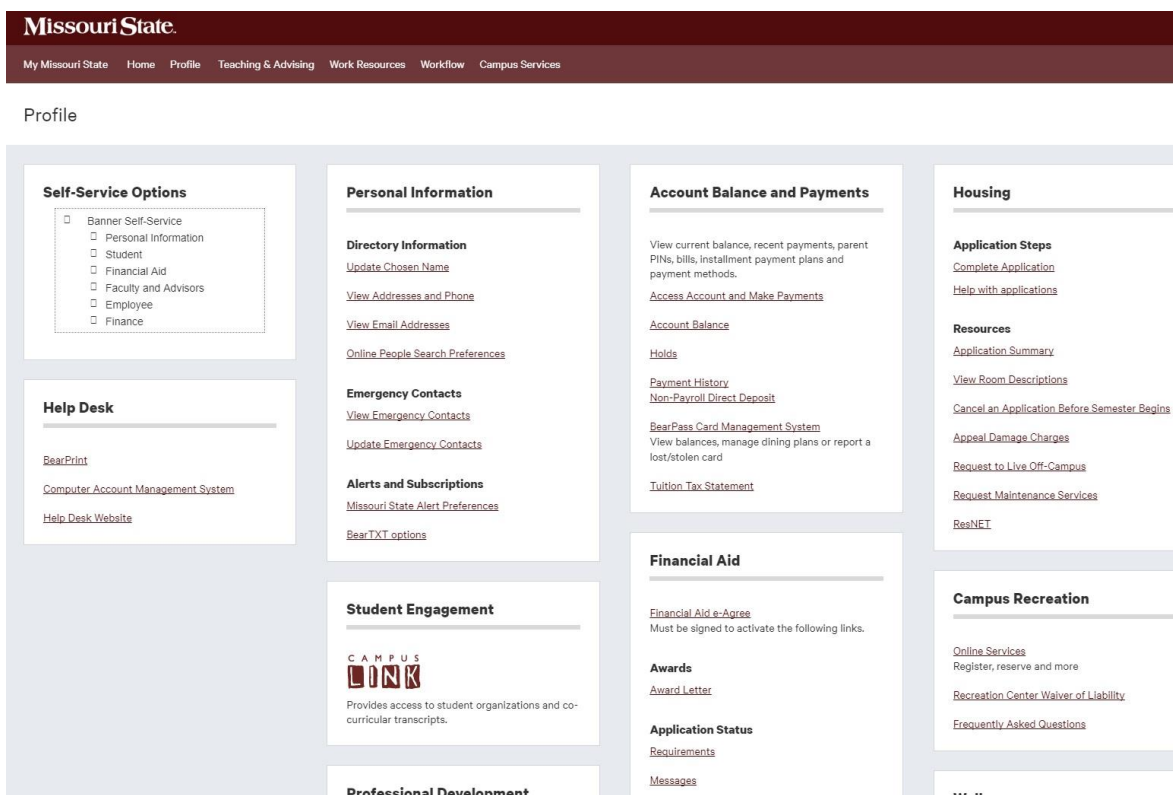 Missouri State.
My Missouri State Home Profile Teaching & Advising Work Resources Workflow Campus Services
Profile
Self-Service Options
Banner Self-Service
Personal Information
Student
Financial Aid
Faculty and Advisors
Employee
Finance
Help Desk
BearPrint
Computer Account Management System
Help Desk Website
Personal Information
Directory Information
Update Chosen Name
View Addresses and Phone
View Email Addresses
Online People Search Preferences
Emergency Contacts
View Emergency Contacts
Update Emergency Contacts
Alerts and Subscriptions
Missouri State Alert Preferences
BearTXT options
Student Engagement
CAMPUS
LINK
Provides access to student organizations and co-
curricular transcripts.
Professional Development
Account Balance and Payments
View current balance, recent payments, parent
PINs, bills, installment payment plans and
payment methods.
Access Account and Make Payments
Account Balance
Holds
Payment History
Non-Payroll Direct Deposit
BearPass Card Management System
View balances, manage dining plans or report a
lost/stolen card
Tuition Tax Statement
Financial Aid
Financial Aid e-Agree
Must be signed to activate the following links.
Awards
Award Letter
Application Status
Requirements
Messages
Housing
Application Steps
Complete Application
Help with applications
Resources
Application Summary
View Room Descriptions
Cancel an Application Before Semester Begins
Appeal Damage Charges
Request to Live Off-Campus
Request Maintenance Services
ResNET
Campus Recreation
Online Services
Register, reserve and more
Recreation Center Waiver of Liability
Frequently Asked Questions